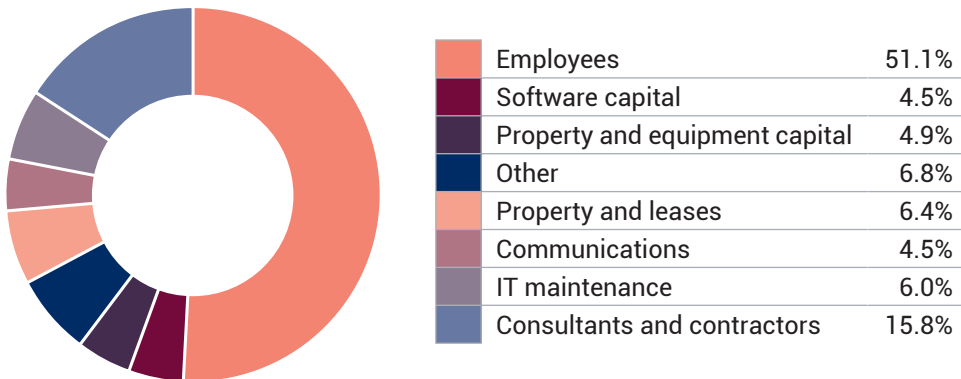 Employees 51.1%
Software capital 4.5%
Property and equipment capital 4.9%
Other 6.8%
Property and leases 6.4%
Communications 4.5%
IT maintenance 6.0%
Consultants and contractors 15.8%